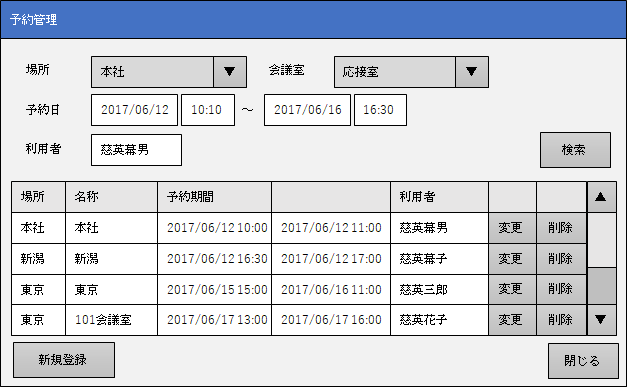 予約管理
場所 本社 ▼ 会議室 応接室 ▼
予約日 2017/06/12 10:10 ～ 2017/06/16 16:30
利用者 慈英幕男 検索
場所 名称 予約期間 利用者 ▲
本社 本社 2017/06/12 10:00 2017/06/12 11:00 慈英幕男 変更 削除
新潟 新潟 2017/06/12 16:30 2017/06/12 17:00 慈英幕子 変更 削除
東京 東京 2017/06/15 15:00 2017/06/16 11:00 慈英三郎 変更 削除
東京 101会議室 2017/06/17 13:00 2017/06/17 16:00 慈英花子 変更 削除 ▼
新規登録 閉じる